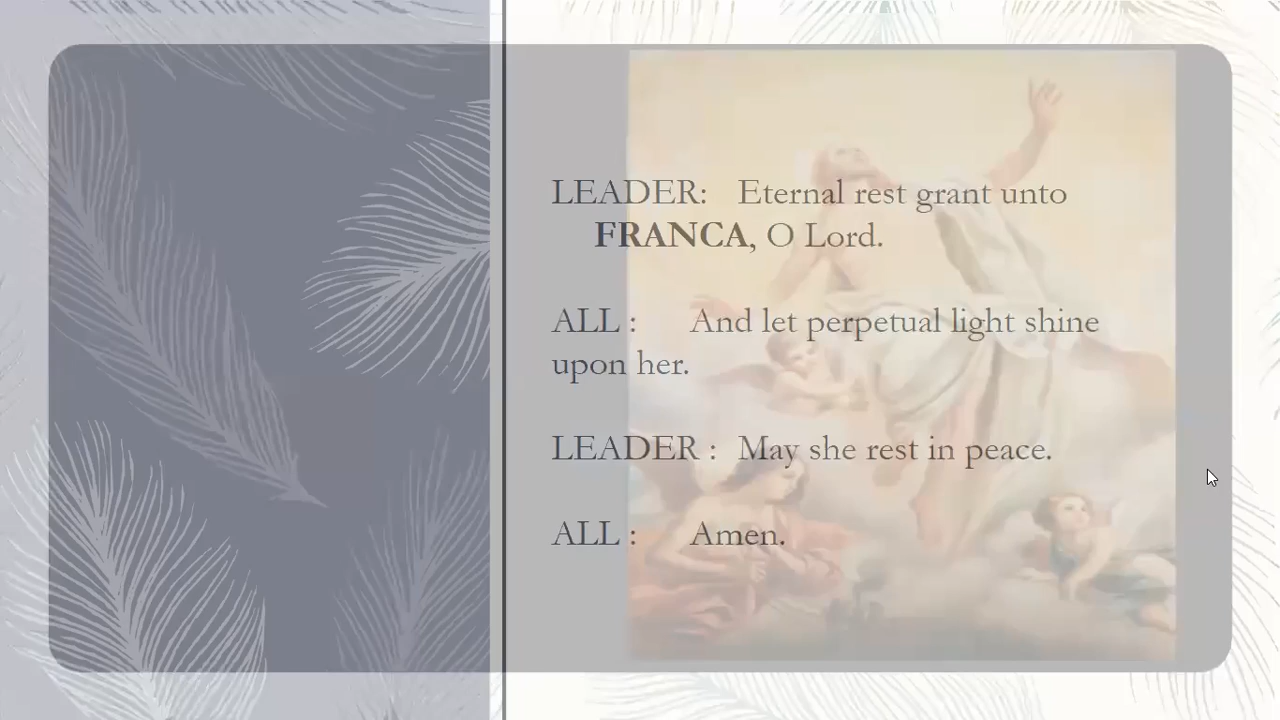 LEADER: Eternal rest grant unto
FRANCA, O Lord.
ALL : And let perpetual light shine
upon her.
LEADER : May she rest in peace.
ALL : Amen.